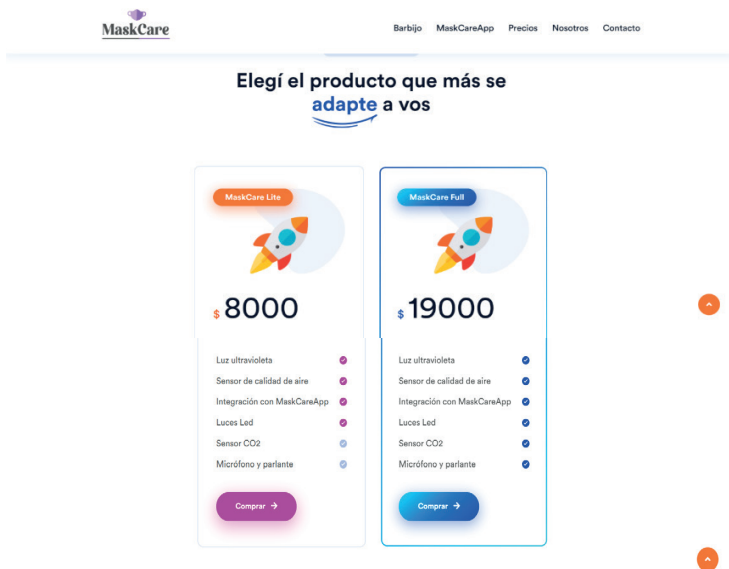 MaskCare
Barbijo MaskCareApp Precios Nosotros Contacto
Elegí el producto que más se
adapte a vos
MaskCare Lite
$ 8000
Luz ultravioleta
Sensor de calidad de aire
Integración con MaskCareApp
Luces Led
Sensor CO2
Micrófono y parlante
Comprar →
MaskCare Full
$ 19000
Luz ultravioleta
Sensor de calidad de aire
Integración con MaskCareApp
Luces Led
Sensor CO2
Micrófono y parlante
Comprar →